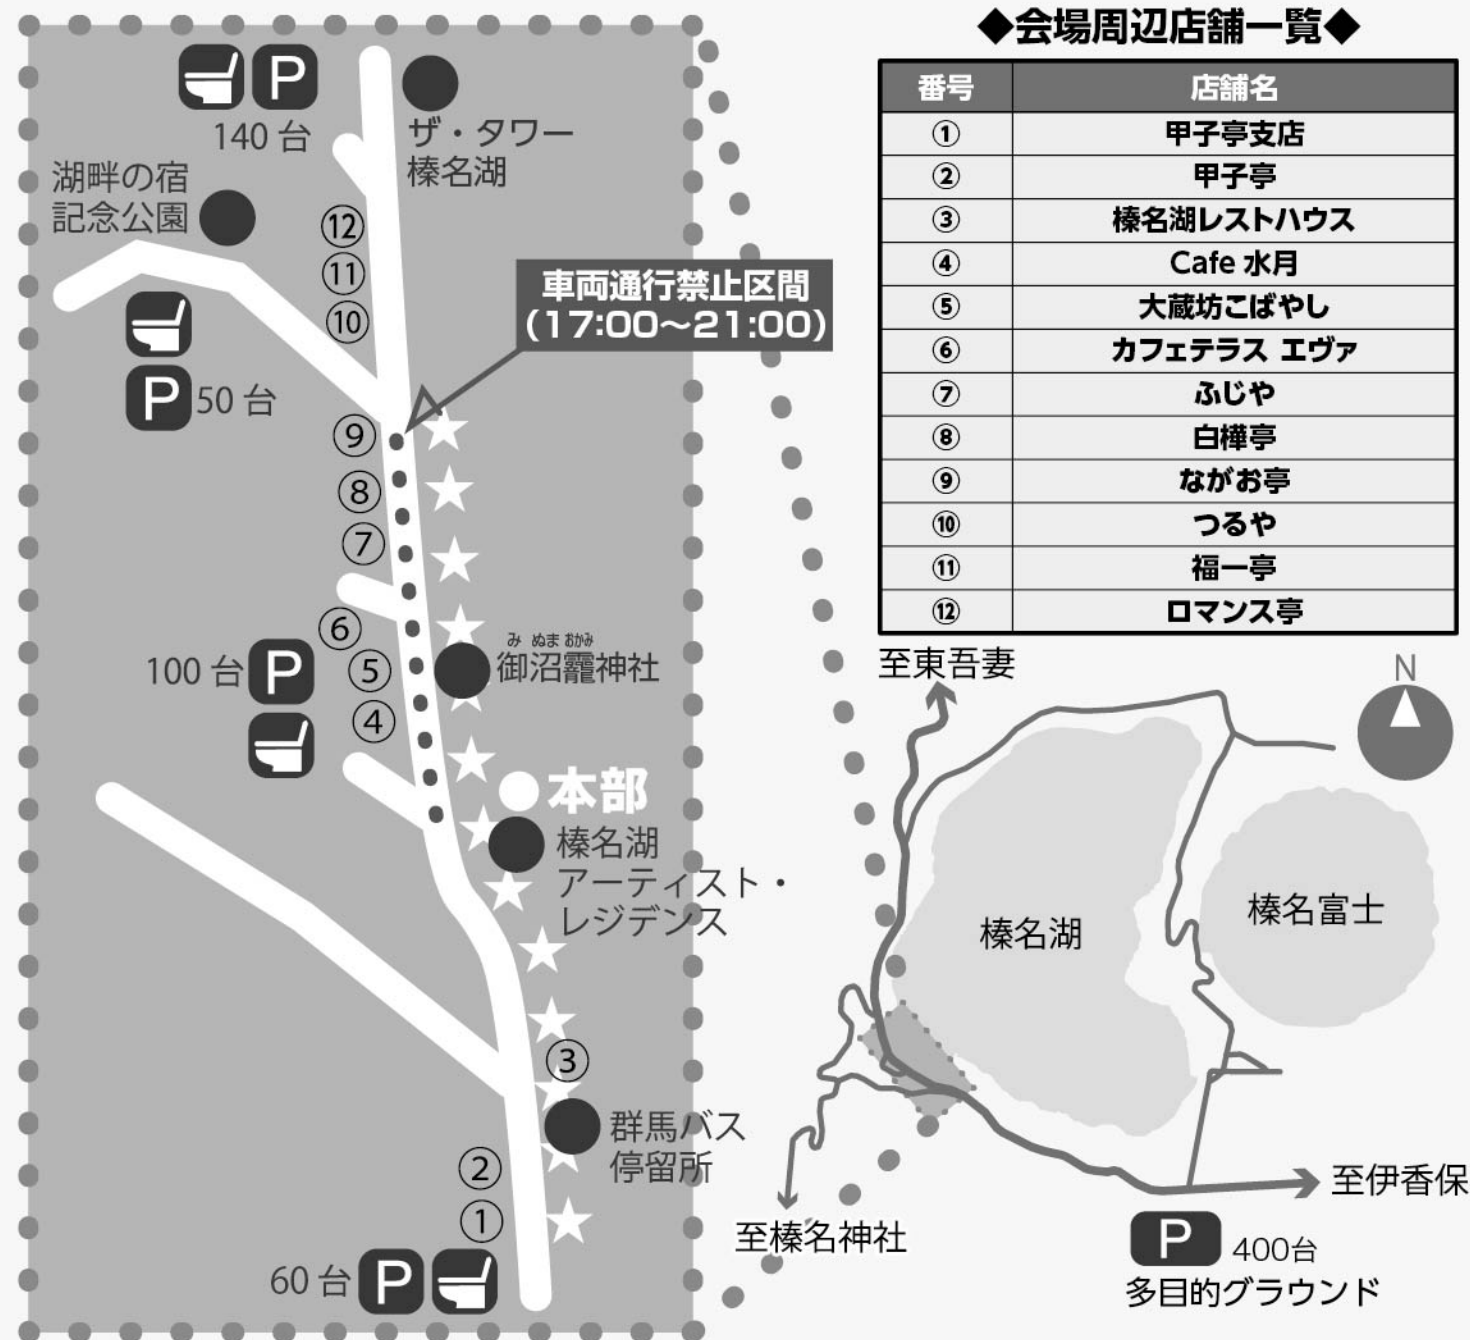 ◆会場周辺店舗一覧◆
番号 店舗名
① 甲子亭支店
② 甲子亭
③ 榛名湖レストハウス
④ Cafe 水月
⑤ 大蔵坊こばやし
⑥ カフェテラス エヴァ
⑦ ふじや
⑧ 白樺亭
⑨ ながお亭
⑩ つるや
⑪ 福一亭
⑫ ロマンス亭
P
140 台
ザ・タワー
榛名湖
湖畔の宿
記念公園
⑫
⑪
⑩
車両通行禁止区間
(17:00〜21:00)
P 50 台
⑨
⑧
⑦
⑥
⑤
④
100 台 P
み ぬま おかみ
御沼龗神社
本部
榛名湖
アーティスト・
レジデンス
③
群馬バス
停留所
②
①
60 台 P
至東吾妻
N
榛名湖
榛名富士
至伊香保
至榛名神社
P 400台
多目的グラウンド